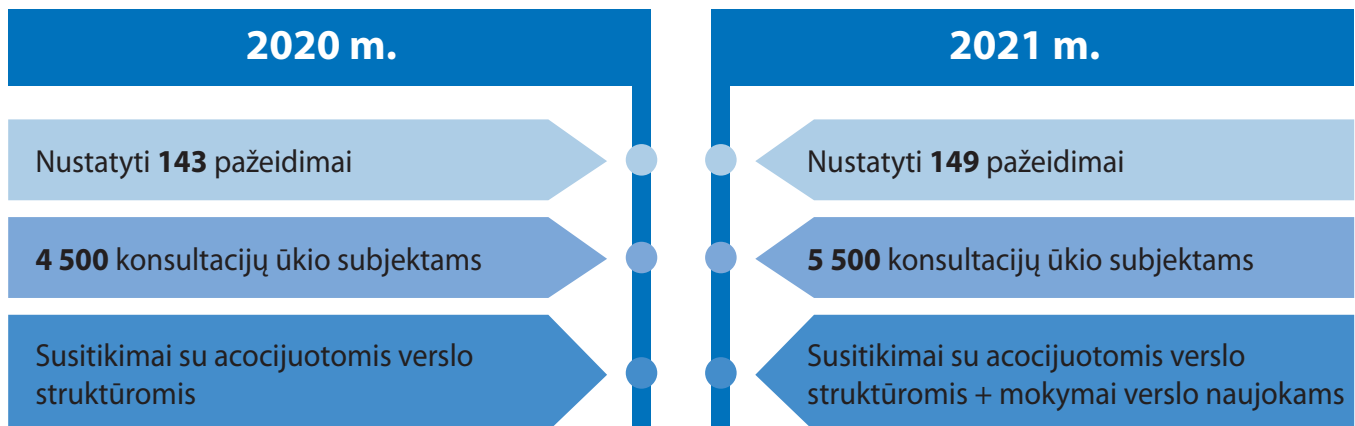 2020 m.
Nustatyti 143 pažeidimai
4 500 konsultacijų ūkio subjektams
Susitikimai su acocijuotomis verslo
struktūromis
2021 m.
Nustatyti 149 pažeidimai
5 500 konsultacijų ūkio subjektams
Susitikimai su acocijuotomis verslo
struktūromis + mokymai verslo naujokams